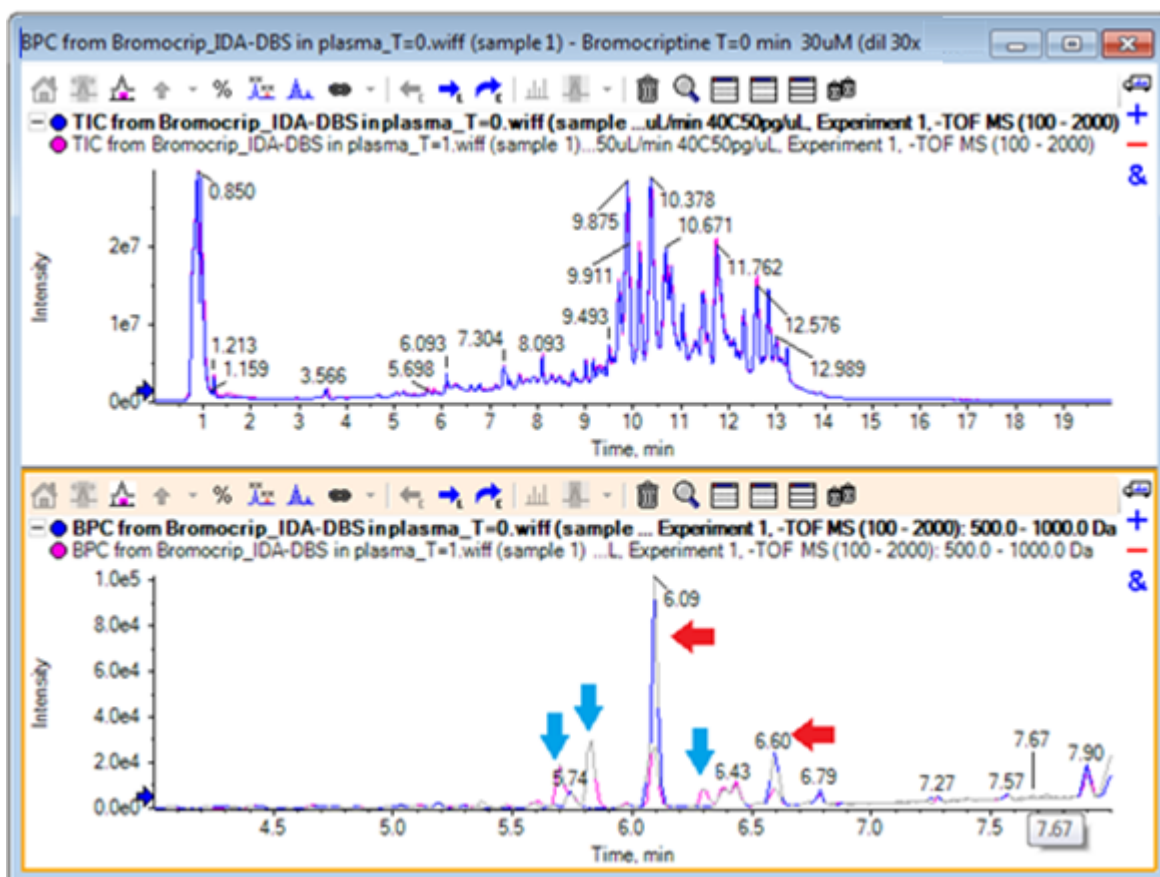 BPC from Bromocrip_IDA-DBS in plasma_T=0.wiff (sample 1) - Bromocriptine T=0 min 30uM (dil 30x
%
TIC from Bromocrip_IDA-DBS in plasma_T=0.wiff (sample ...uL/min 40C50pg/uL, Experiment 1, -TOF MS (100 - 2000)
TIC from Bromocrip_IDA-DBS in plasma_T=1.wiff (sample 1)...50uL/min 40C50pg/uL, Experiment 1, -TOF MS (100 - 2000)
&
Intensity
2e7
1e7
0e0
0.850
1.213
1.159
3.566
5.698
6.093
7.304
8.093
9.493
9.875
9.911
10.378
10.671
11.762
12.576
12.989
1 2 3 4 5 6 7 8 9 10 11 12 13 14 15 16 17 18 19
Time, min
%
BPC from Bromocrip_IDA-DBS in plasma_T=0.wiff (sample ... Experiment 1, -TOF MS (100 - 2000): 500.0 - 1000.0 Da
BPC from Bromocrip_IDA-DBS in plasma_T=1.wiff (sample 1) ...L, Experiment 1, -TOF MS (100 - 2000): 500.0 - 1000.0 Da
&
Intensity
1.0e5
8.0e4
6.0e4
4.0e4
2.0e4
0.0e0
5.74
6.09
6.43
6.60
6.79
7.27
7.57
7.67
7.90
4.5 5.0 5.5 6.0 6.5 7.0 7.5
7.67
Time, min